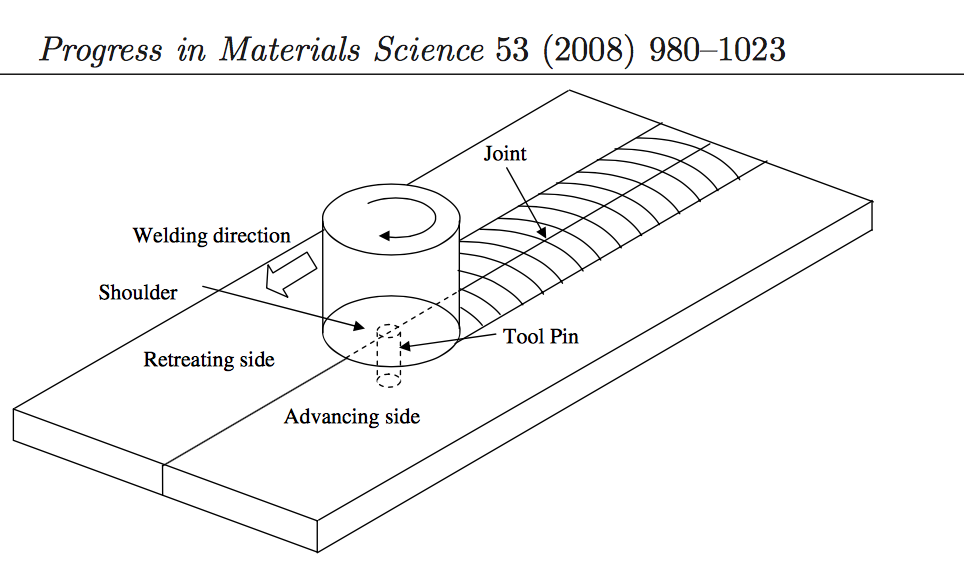 Progress in Materials Science 53 (2008) 980–1023
Joint
Welding direction
Shoulder
Tool Pin
Retreating side
Advancing side